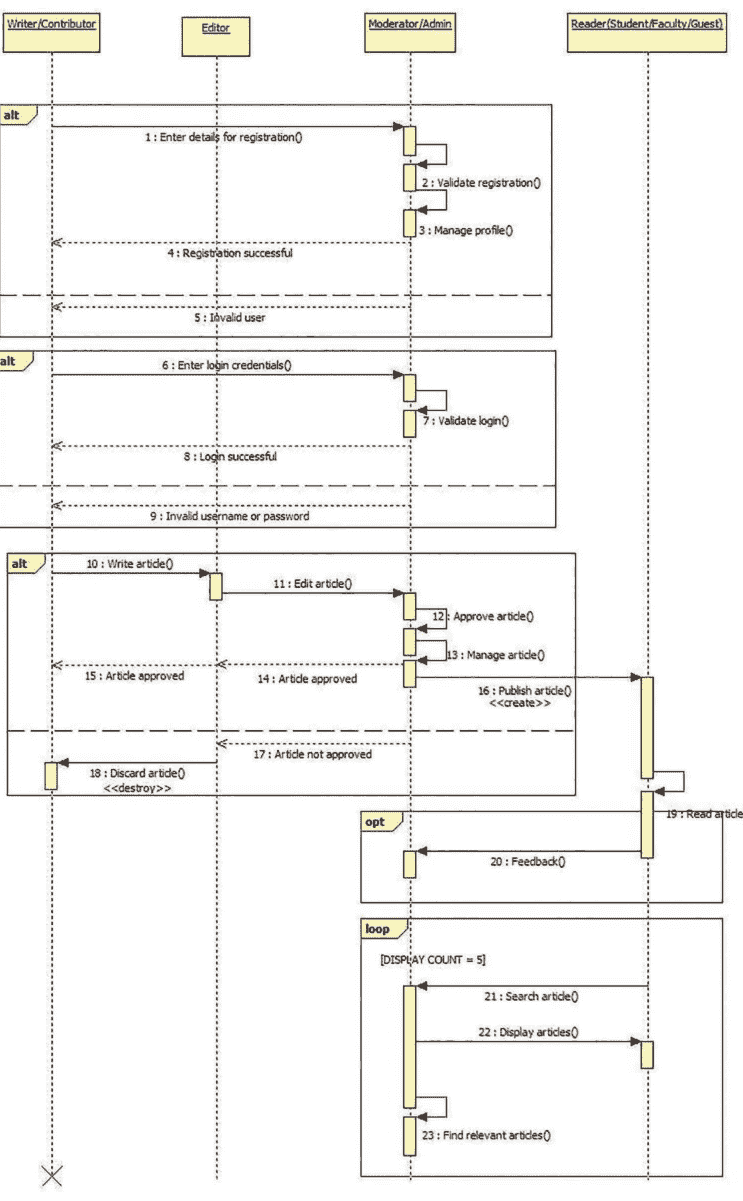 Writer/Contributor
Editor
Moderator/Admin
Reader(Student/Faculty/Guest)
alt
1 : Enter details for registration()
2 : Validate registration()
3 : Manage profile()
4 : Registration successful
5 : Invalid user
alt
6 : Enter login credentials()
7 : Validate login()
8 : Login successful
9 : Invalid username or password
alt
10 : Write article()
11 : Edit article()
12 : Approve article()
13 : Manage article()
14 : Article approved
15 : Article approved
16 : Publish article()
<<create>>
17 : Article not approved
18 : Discard article()
<<destroy>>
19 : Read article
opt
20 : Feedback()
loop
[DISPLAY COUNT = 5]
21 : Search article()
22 : Display articles()
23 : Find relevant articles()